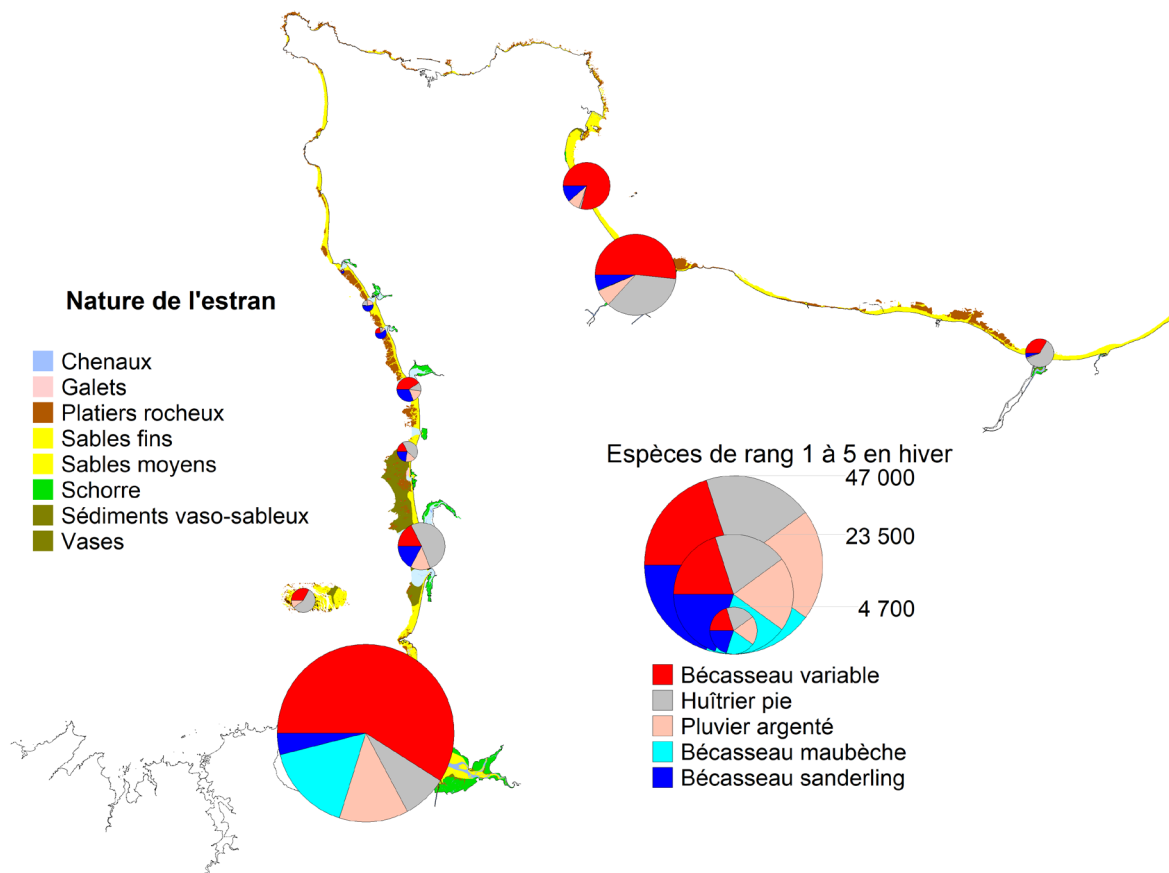 Nature de l'estran
Chenaux
Galets
Platiers rocheux
Sables fins
Sables moyens
Schorre
Sédiments vaso-sableux
Vases
Espèces de rang 1 à 5 en hiver
47 000
23 500
4 700
Bécasseau variable
Huîtrier pie
Pluvier argenté
Bécasseau maubèche
Bécasseau sanderling